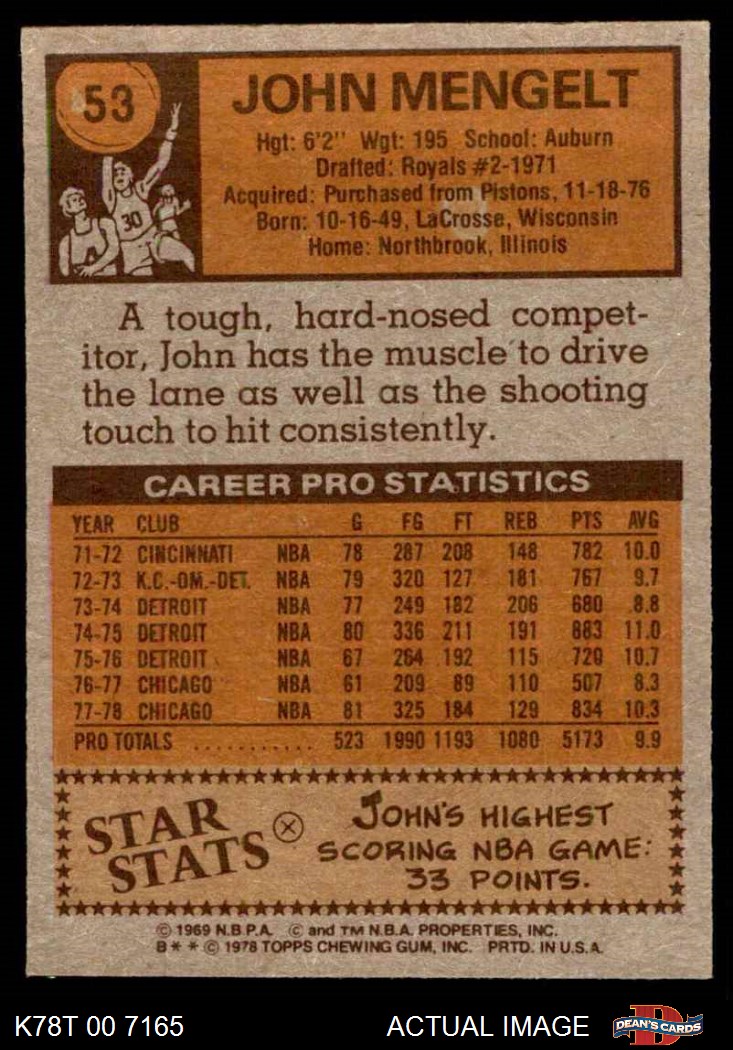 53
JOHN MENGELT
Hgt: 6'2" Wgt: 195 School: Auburn
Drafted: Royals #2-1971
Acquired: Purchased from Pistons, 11-18-76
Born: 10-16-49, LaCrosse, Wisconsin
Home: Northbrook, Illinois
30
A tough, hard-nosed compet-
itor, John has the muscle to drive
the lane as well as the shooting
touch to hit consistently.
CAREER PRO STATISTICS
YEAR CLUB G FG FT REB PTS AVG
71-72 CINCINNATI NBA 78 287 208 148 782 10.0
72-73 K.C.-OM.-DET. NBA 79 320 127 181 767 9.7
73-74 DETROIT NBA 77 249 182 206 680 8.8
74-75 DETROIT NBA 80 336 211 191 883 11.0
75-76 DETROIT NBA 67 264 192 115 720 10.7
76-77 CHICAGO NBA 61 209 89 110 507 8.3
77-78 CHICAGO NBA 81 325 184 129 834 10.3
PRO TOTALS ........... 523 1990 1193 1080 5173 9.9
STAR
STATS
JOHN'S HIGHEST
SCORING NBA GAME:
33 POINTS.
© 1969 N.B.P.A. © and TM N.B.A. PROPERTIES, INC.
B * * © 1978 TOPPS CHEWING GUM, INC. PRTD. IN U.S.A.
K78T 00 7165 ACTUAL IMAGE DEAN'S CARDS